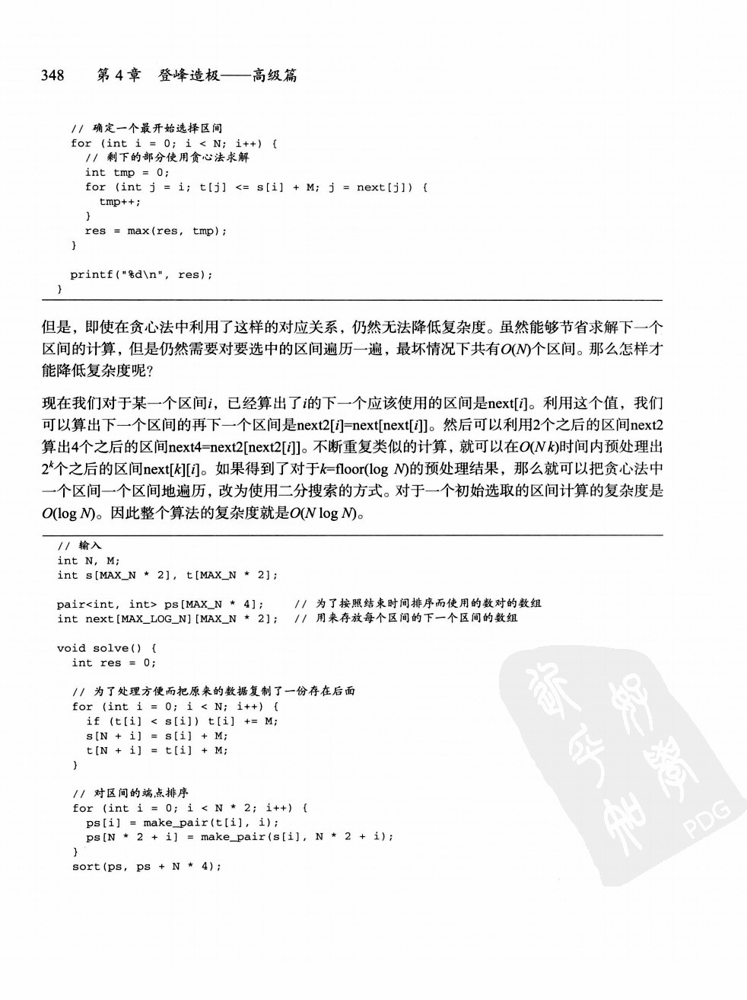 348 第 4 章 登峰造极——高级篇
// 确定一个最开始选择区间
for (int i = 0; i < N; i++) {
// 剩下的部分使用贪心法求解
int tmp = 0;
for (int j = i; t[j] <= s[i] + M; j = next[j]) {
tmp++;
}
res = max(res, tmp);
}
printf("%d\n", res);
}
但是，即使在贪心法中利用了这样的对应关系，仍然无法降低复杂度。虽然能够节省求解下一个
区间的计算，但是仍然需要对要选中的区间遍历一遍，最坏情况下共有O(N)个区间。那么怎样才
能降低复杂度呢？
现在我们对于某一个区间i，已经算出了i的下一个应该使用的区间是next[i]。利用这个值，我们
可以算出下一个区间的再下一个区间是next2[i]=next[next[i]]。然后可以利用2个之后的区间next2
算出4个之后的区间next4=next2[next2[i]]。不断重复类似的计算，就可以在O(N k)时间内预处理出
2^k个之后的区间next[k][i]。如果得到了对于k=floor(log N)的预处理结果，那么就可以把贪心法中
一个区间一个区间地遍历，改为使用二分搜索的方式。对于一个初始选取的区间计算的复杂度是
O(log N)。因此整个算法的复杂度就是O(N log N)。
// 输入
int N, M;
int s[MAX_N * 2], t[MAX_N * 2];
pair<int, int> ps[MAX_N * 4]; // 为了按照结束时间排序而使用的数对的数组
int next[MAX_LOG_N][MAX_N * 2]; // 用来存放每个区间的下一个区间的数组
void solve() {
int res = 0;
// 为了处理方便而把原来的数据复制了一份存在后面
for (int i = 0; i < N; i++) {
if (t[i] < s[i]) t[i] += M;
s[N + i] = s[i] + M;
t[N + i] = t[i] + M;
}
// 对区间的端点排序
for (int i = 0; i < N * 2; i++) {
ps[i] = make_pair(t[i], i);
ps[N * 2 + i] = make_pair(s[i], N * 2 + i);
}
sort(ps, ps + N * 4);
PDG